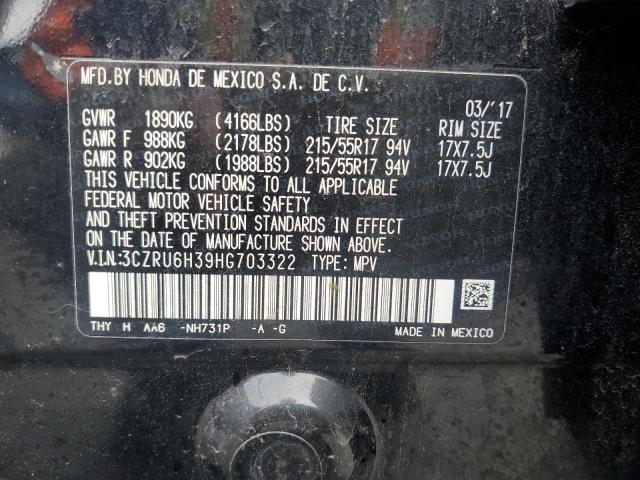 MFD. BY HONDA DE MEXICO S.A. DE C.V.
03/'17
GVWR 1890KG (4166LBS) TIRE SIZE RIM SIZE
GAWR F 988KG (2178LBS) 215/55R17 94V 17X7.5J
GAWR R 902KG (1988LBS) 215/55R17 94V 17X7.5J
THIS VEHICLE CONFORMS TO ALL APPLICABLE
FEDERAL MOTOR VEHICLE SAFETY
AND THEFT PREVENTION STANDARDS IN EFFECT
ON THE DATE OF MANUFACTURE SHOWN ABOVE.
V.I.N.:3CZRU6H39HG703322 TYPE: MPV
THY H AA6 -NH731P -A -G MADE IN MEXICO